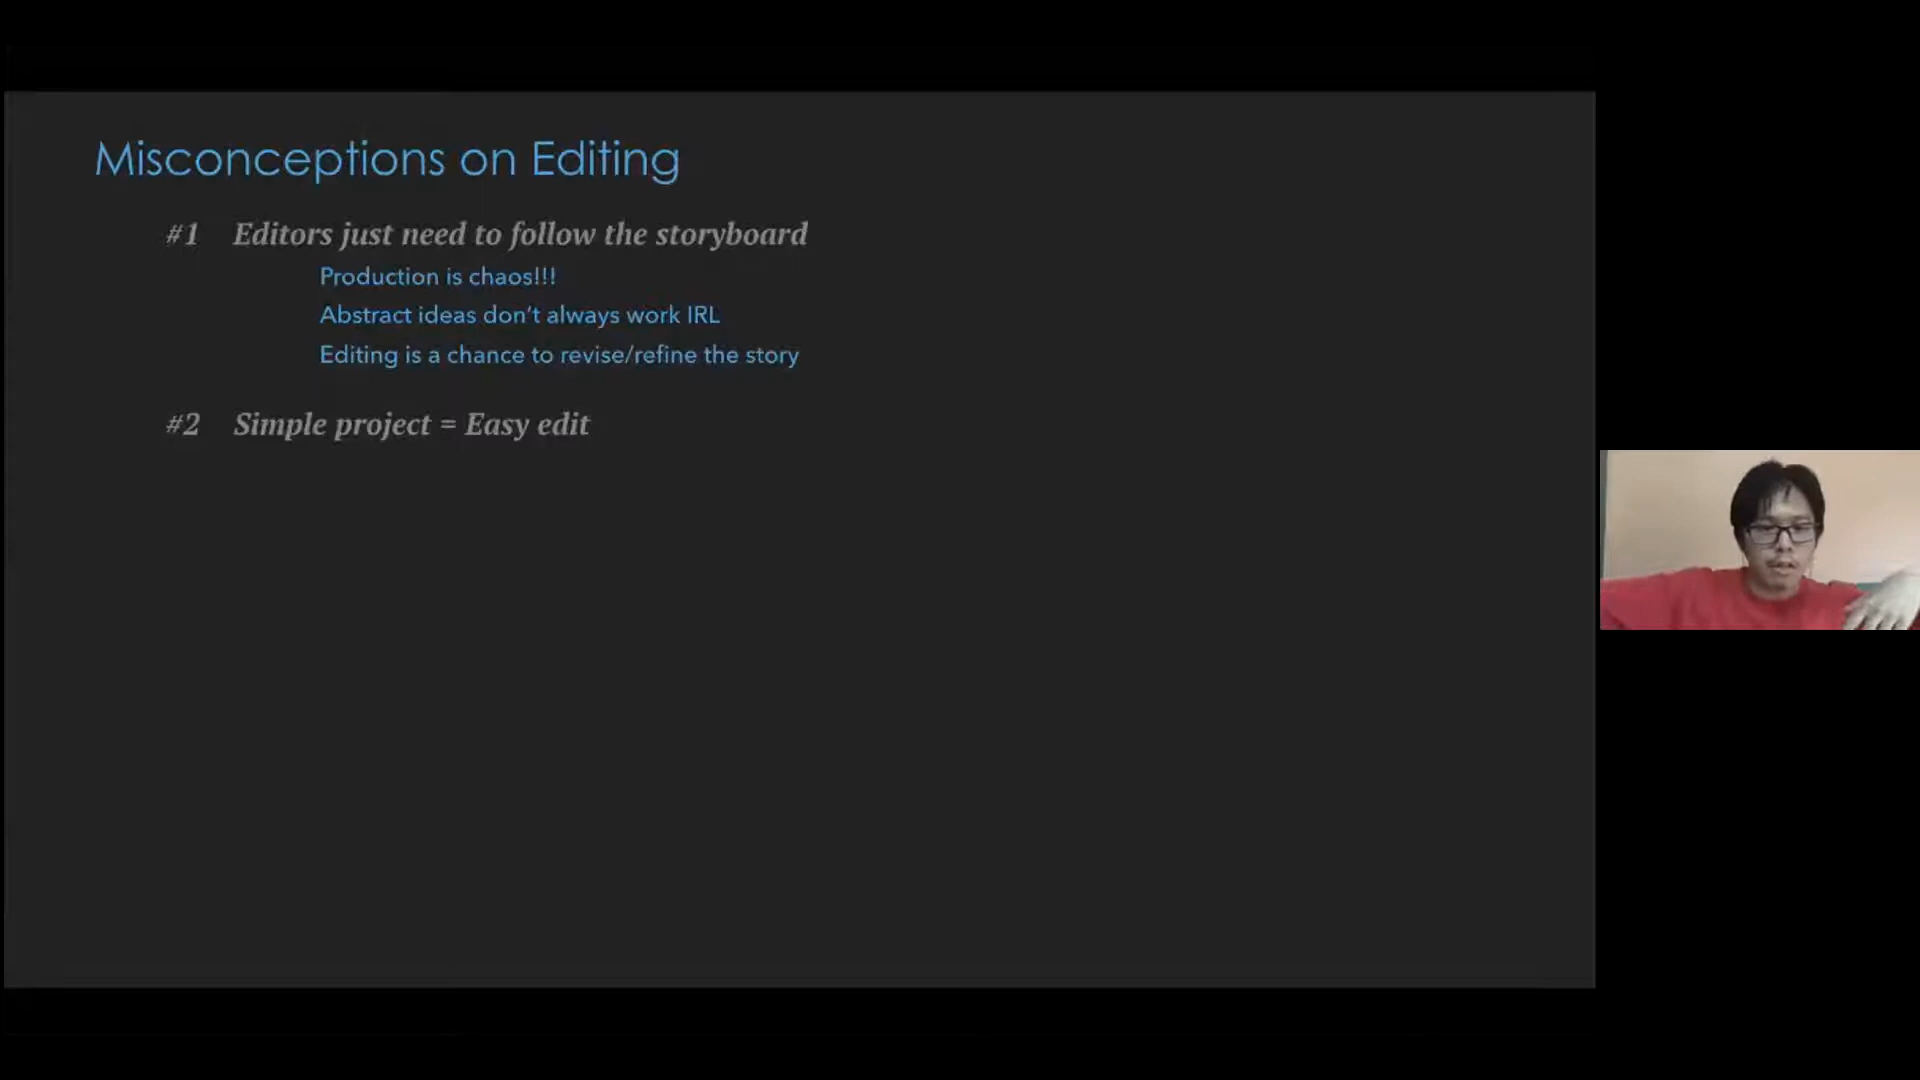 Misconceptions on Editing
#1 Editors just need to follow the storyboard
Production is chaos!!!
Abstract ideas don’t always work IRL
Editing is a chance to revise/refine the story
#2 Simple project = Easy edit